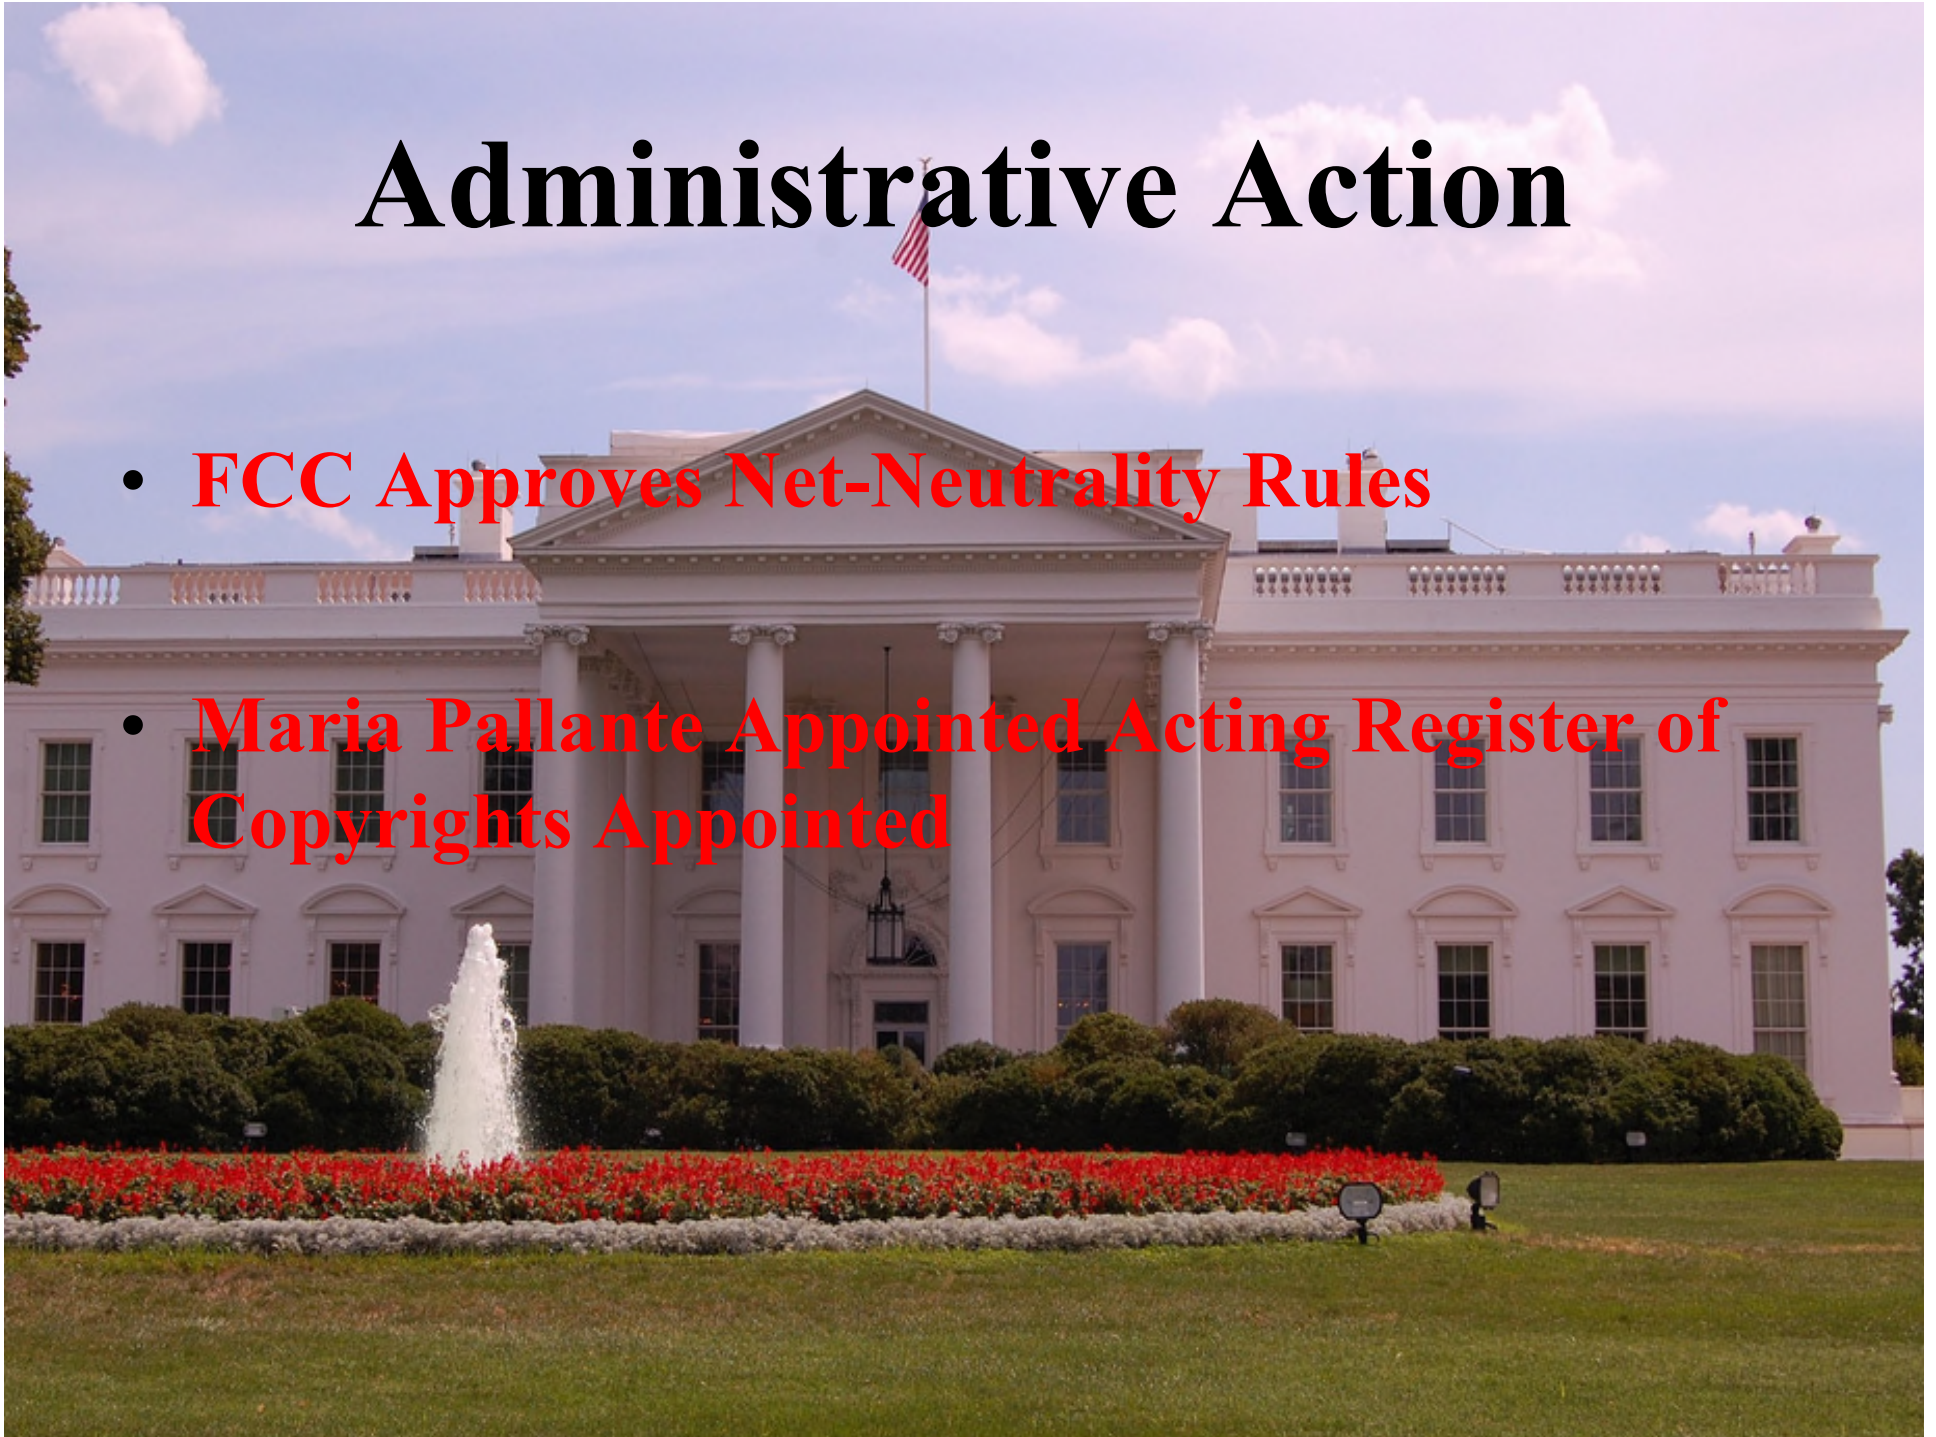 Administrative Action
• FCC Approves Net-Neutrality Rules
• Maria Pallante Appointed Acting Register of
Copyrights Appointed